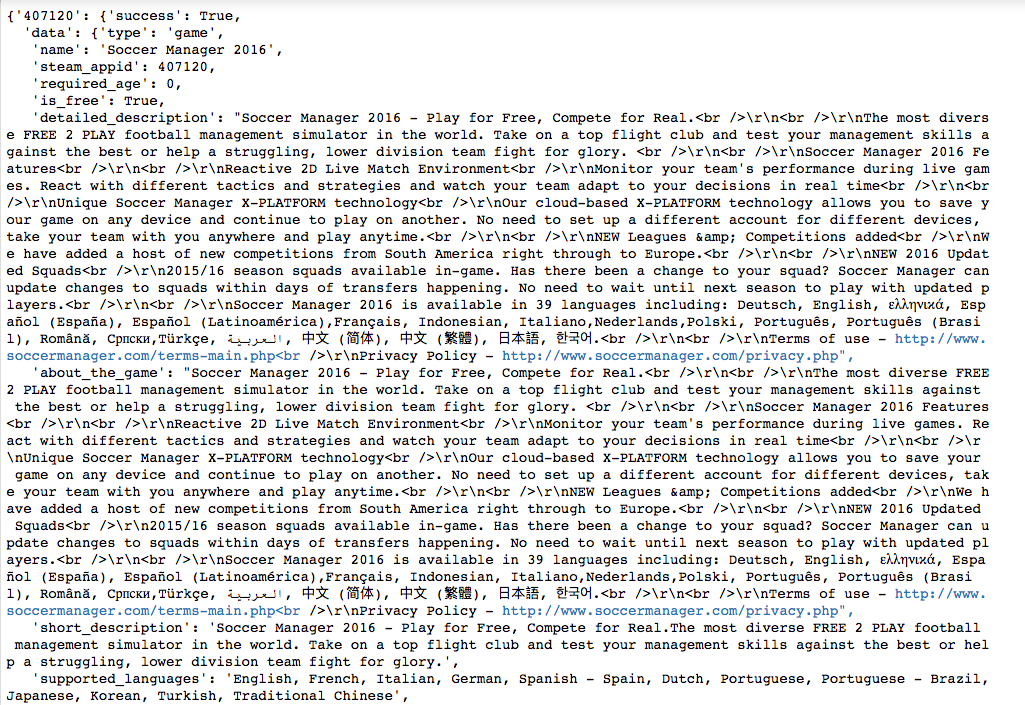 {'407120': {'success': True,
'data': {'type': 'game',
'name': 'Soccer Manager 2016',
'steam_appid': 407120,
'required_age': 0,
'is_free': True,
'detailed_description': "Soccer Manager 2016 - Play for Free, Compete for Real.<br />\r\n<br />\r\nThe most divers
e FREE 2 PLAY football management simulator in the world. Take on a top flight club and test your management skills a
gainst the best or help a struggling, lower division team fight for glory. <br />\r\n<br />\r\nSoccer Manager 2016 Fe
atures<br />\r\n<br />\r\nReactive 2D Live Match Environment<br />\r\nMonitor your team's performance during live gam
es. React with different tactics and strategies and watch your team adapt to your decisions in real time<br />\r\n<br
/>\r\nUnique Soccer Manager X-PLATFORM technology<br />\r\nOur cloud-based X-PLATFORM technology allows you to save y
our game on any device and continue to play on another. No need to set up a different account for different devices,
take your team with you anywhere and play anytime.<br />\r\n<br />\r\nNEW Leagues &amp; Competitions added<br />\r\nW
e have added a host of new competitions from South America right through to Europe.<br />\r\n<br />\r\nNEW 2016 Updat
ed Squads<br />\r\n2015/16 season squads available in-game. Has there been a change to your squad? Soccer Manager can
update changes to squads within days of transfers happening. No need to wait until next season to play with updated p
layers.<br />\r\n<br />\r\nSoccer Manager 2016 is available in 39 languages including: Deutsch, English, ελληνικά, Esp
añol (España), Español (Latinoamérica),Français, Indonesian, Italiano,Nederlands,Polski, Português, Português (Brasi
l), Română, Српски,Türkçe, العربية, 中文 (简体), 中文 (繁體), 日本語, 한국어.<br />\r\n<br />\r\nTerms of use - http://www.
soccermanager.com/terms-main.php<br />\r\nPrivacy Policy - http://www.soccermanager.com/privacy.php",
'about_the_game': "Soccer Manager 2016 - Play for Free, Compete for Real.<br />\r\n<br />\r\nThe most diverse FREE
2 PLAY football management simulator in the world. Take on a top flight club and test your management skills against
the best or help a struggling, lower division team fight for glory. <br />\r\n<br />\r\nSoccer Manager 2016 Features
<br />\r\n<br />\r\nReactive 2D Live Match Environment<br />\r\nMonitor your team's performance during live games. Re
act with different tactics and strategies and watch your team adapt to your decisions in real time<br />\r\n<br />\r
\nUnique Soccer Manager X-PLATFORM technology<br />\r\nOur cloud-based X-PLATFORM technology allows you to save your
game on any device and continue to play on another. No need to set up a different account for different devices, tak
e your team with you anywhere and play anytime.<br />\r\n<br />\r\nNEW Leagues &amp; Competitions added<br />\r\nWe h
ave added a host of new competitions from South America right through to Europe.<br />\r\n<br />\r\nNEW 2016 Updated
Squads<br />\r\n2015/16 season squads available in-game. Has there been a change to your squad? Soccer Manager can u
pdate changes to squads within days of transfers happening. No need to wait until next season to play with updated pl
ayers.<br />\r\n<br />\r\nSoccer Manager 2016 is available in 39 languages including: Deutsch, English, ελληνικά, Espa
ñol (España), Español (Latinoamérica),Français, Indonesian, Italiano,Nederlands,Polski, Português, Português (Brasi
l), Română, Српски,Türkçe, العربية, 中文 (简体), 中文 (繁體), 日本語, 한국어.<br />\r\n<br />\r\nTerms of use - http://www.
soccermanager.com/terms-main.php<br />\r\nPrivacy Policy - http://www.soccermanager.com/privacy.php",
'short_description': 'Soccer Manager 2016 - Play for Free, Compete for Real.The most diverse FREE 2 PLAY football
management simulator in the world. Take on a top flight club and test your management skills against the best or hel
p a struggling, lower division team fight for glory.',
'supported_languages': 'English, French, Italian, German, Spanish - Spain, Dutch, Portuguese, Portuguese - Brazil,
Japanese, Korean, Turkish, Traditional Chinese',